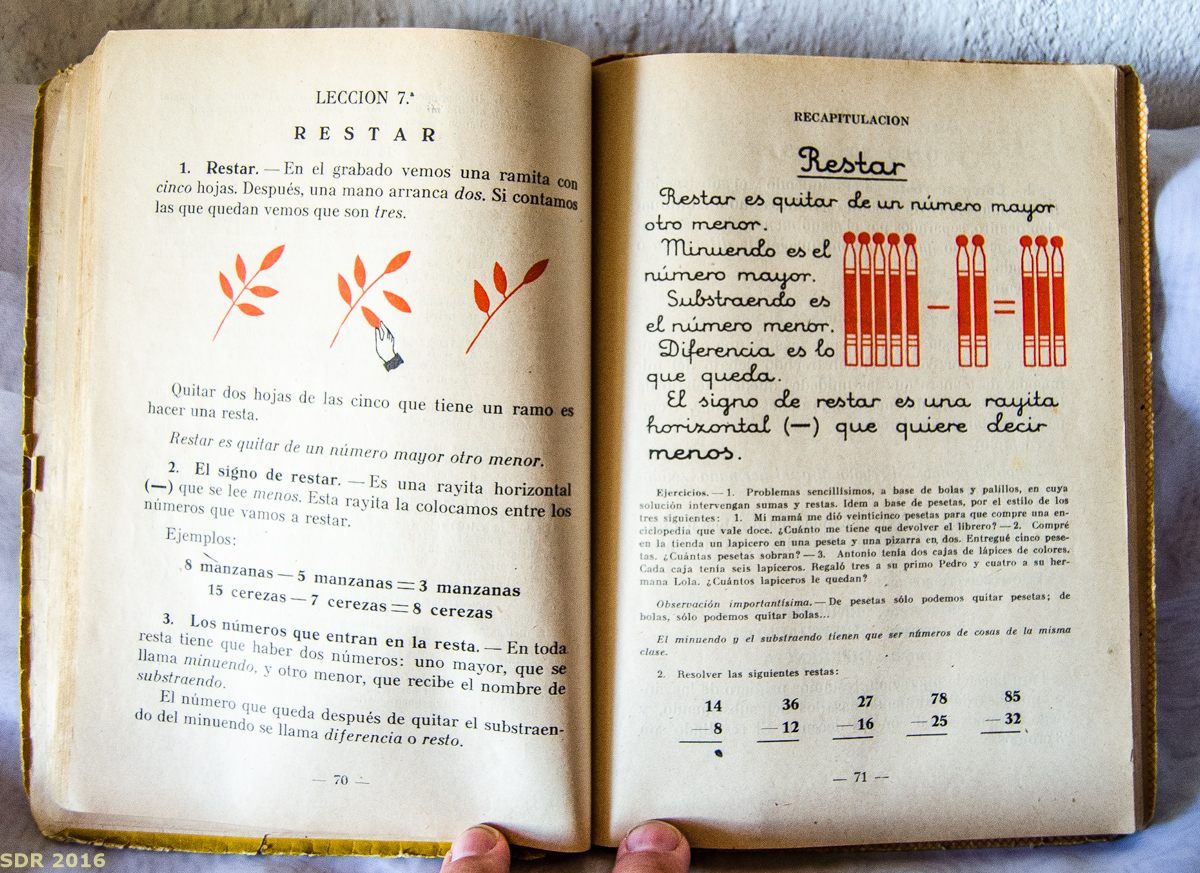 LECCION 7.ª
RESTAR
1. Restar. — En el grabado vemos una ramita con
cinco hojas. Después, una mano arranca dos. Si contamos
las que quedan vemos que son tres.
Quitar dos hojas de las cinco que tiene un ramo es
hacer una resta.
Restar es quitar de un número mayor otro menor.
2. El signo de restar. — Es una rayita horizontal
(—) que se lee menos. Esta rayita la colocamos entre los
números que vamos a restar.
Ejemplos:
8 manzanas — 5 manzanas = 3 manzanas
15 cerezas — 7 cerezas = 8 cerezas
3. Los números que entran en la resta. — En toda
resta tiene que haber dos números: uno mayor, que se
llama minuendo, y otro menor, que recibe el nombre de
substraendo.
El número que queda después de quitar el substraen-
do del minuendo se llama diferencia o resto.
— 70 —
RECAPITULACION
Restar
Restar es quitar de un número mayor
otro menor.
Minuendo es el
número mayor.
Substraendo es
el número menor.
Diferencia es lo
que queda.
— =
El signo de restar es una rayita
horizontal (—) que quiere decir
menos.
Ejercicios. — 1. Problemas sencillísimos, a base de bolas y palillos, en cuya
solución intervengan sumas y restas. Idem a base de pesetas, por el estilo de los
tres siguientes: 1. Mi mamá me dió veinticinco pesetas para que compre una en-
ciclopedia que vale doce. ¿Cuánto me tiene que devolver el librero? — 2. Compré
en la tienda un lapicero en una peseta y una pizarra en dos. Entregué cinco pese-
tas. ¿Cuántas pesetas sobran? — 3. Antonio tenía dos cajas de lápices de colores.
Cada caja tenía seis lapiceros. Regaló tres a su primo Pedro y cuatro a su her-
mana Lola. ¿Cuántos lapiceros le quedan?
Observación importantísima. — De pesetas sólo podemos quitar pesetas; de
bolas, sólo podemos quitar bolas...
El minuendo y el substraendo tienen que ser números de cosas de la misma
clase.
2. Resolver las siguientes restas:
14 36 27 78 85
— 8 — 12 — 16 — 25 — 32
— 71 —
SDR 2016